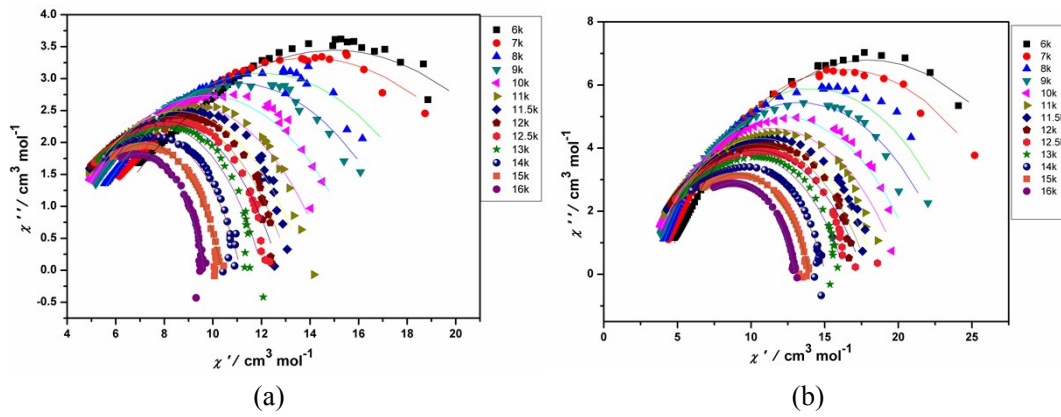 4.0
3.5
3.0
2.5
2.0
1.5
1.0
0.5
0.0
-0.5
χ′′/ cm³ mol⁻¹
4 6 8 10 12 14 16 18 20
χ′/ cm³ mol⁻¹
6k
7k
8k
9k
10k
11k
11.5k
12k
12.5k
13k
14k
15k
16k
(a)
8
6
4
2
0
-2
χ′′/ cm³ mol⁻¹
0 5 10 15 20 25
χ′/ cm³ mol⁻¹
6k
7k
8k
9k
10k
11k
11.5
12k
12.5
13k
14k
15k
16k
(b)